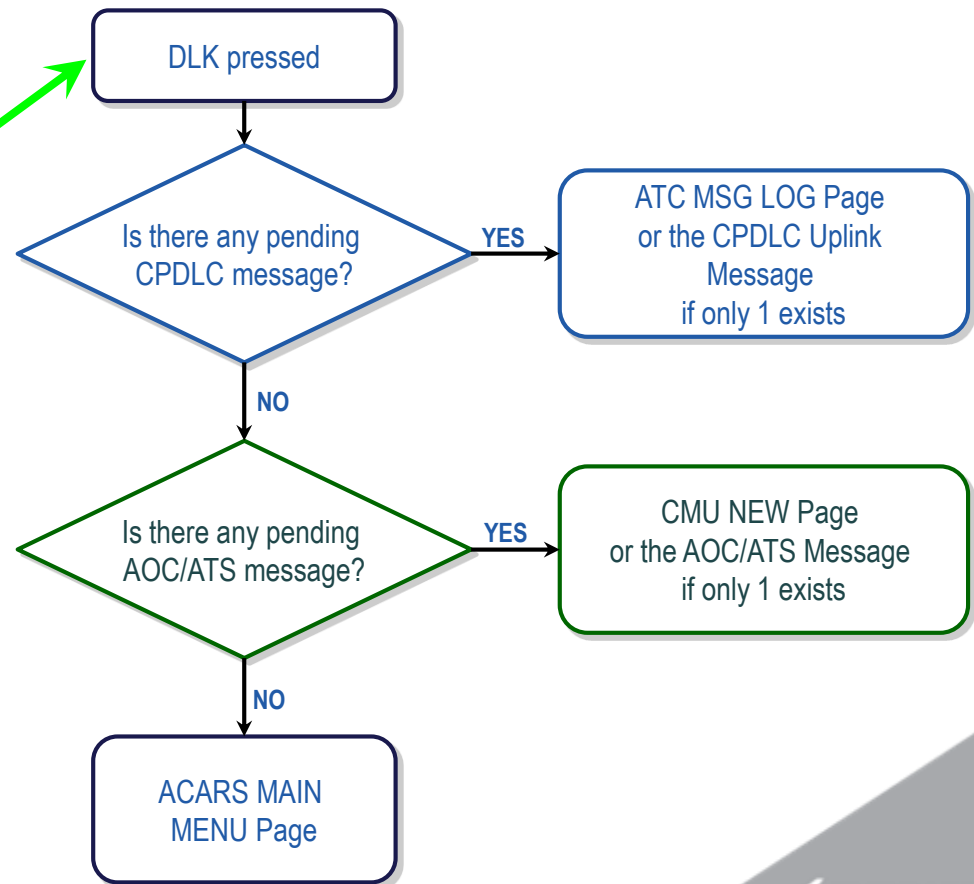 DLK pressed
Is there any pending
CPDLC message?
YES
ATC MSG LOG Page
or the CPDLC Uplink
Message
if only 1 exists
NO
Is there any pending
AOC/ATS message?
YES
CMU NEW Page
or the AOC/ATS Message
if only 1 exists
NO
ACARS MAIN
MENU Page